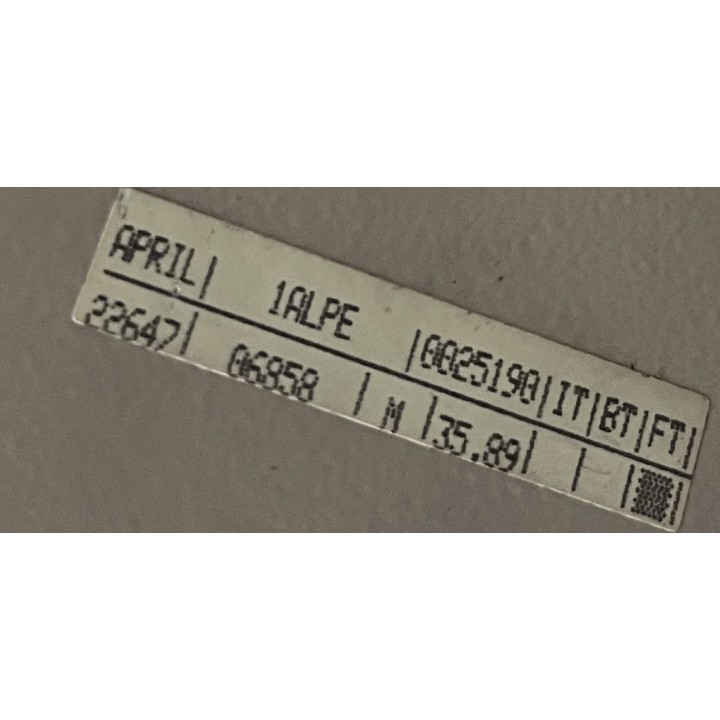 APRIL| 1ALPE |0025190|IT|BT|FT|
22647| 06858 | M |35.89| | | |